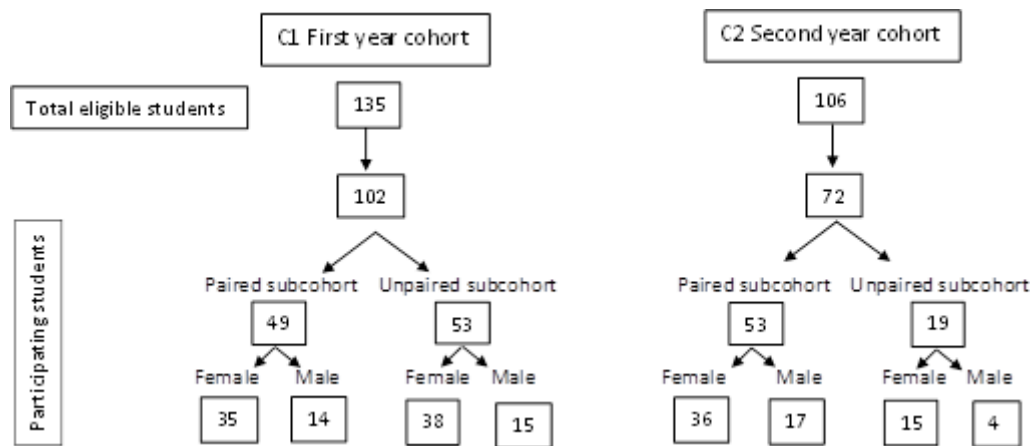 C1 First year cohort
C2 Second year cohort
Total eligible students
135
106
102
72
Participating students
Paired subcohort
Unpaired subcohort
Paired subcohort
Unpaired subcohort
49
53
53
19
Female
Male
Female
Male
Female
Male
Female
Male
35
14
38
15
36
17
15
4